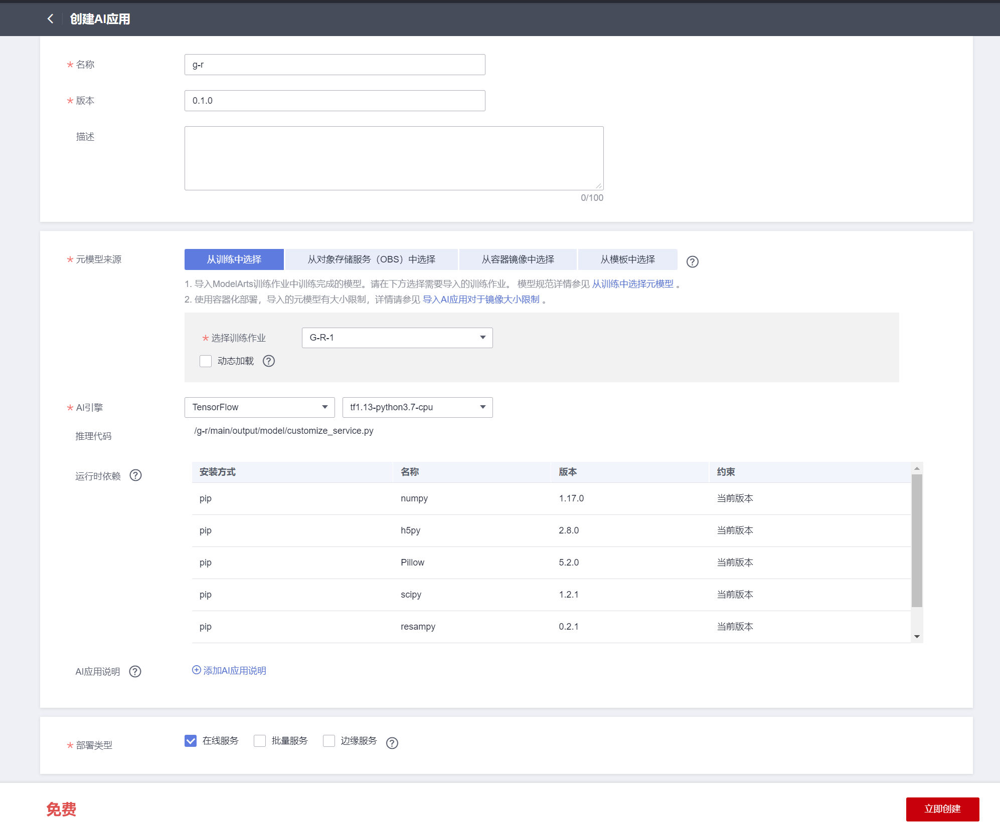 创建AI应用
* 名称
g-r
* 版本
0.1.0
描述
0/100
* 元模型来源
从训练中选择
从对象存储服务（OBS）中选择
从容器镜像中选择
从模板中选择
1. 导入ModelArts训练作业中训练完成的模型。请在下方选择需要导入的训练作业。 模型规范详情参见 从训练中选择元模型 。
2. 使用容器化部署，导入的元模型有大小限制，详情请参见 导入AI应用对于镜像大小限制 。
* 选择训练作业
G-R-1
动态加载
* AI引擎
TensorFlow
tf1.13-python3.7-cpu
推理代码
/g-r/main/output/model/customize_service.py
运行时依赖
安装方式 名称 版本 约束
pip numpy 1.17.0 当前版本
pip h5py 2.8.0 当前版本
pip Pillow 5.2.0 当前版本
pip scipy 1.2.1 当前版本
pip resampy 0.2.1 当前版本
AI应用说明
添加AI应用说明
* 部署类型
在线服务 批量服务 边缘服务
免费
立即创建